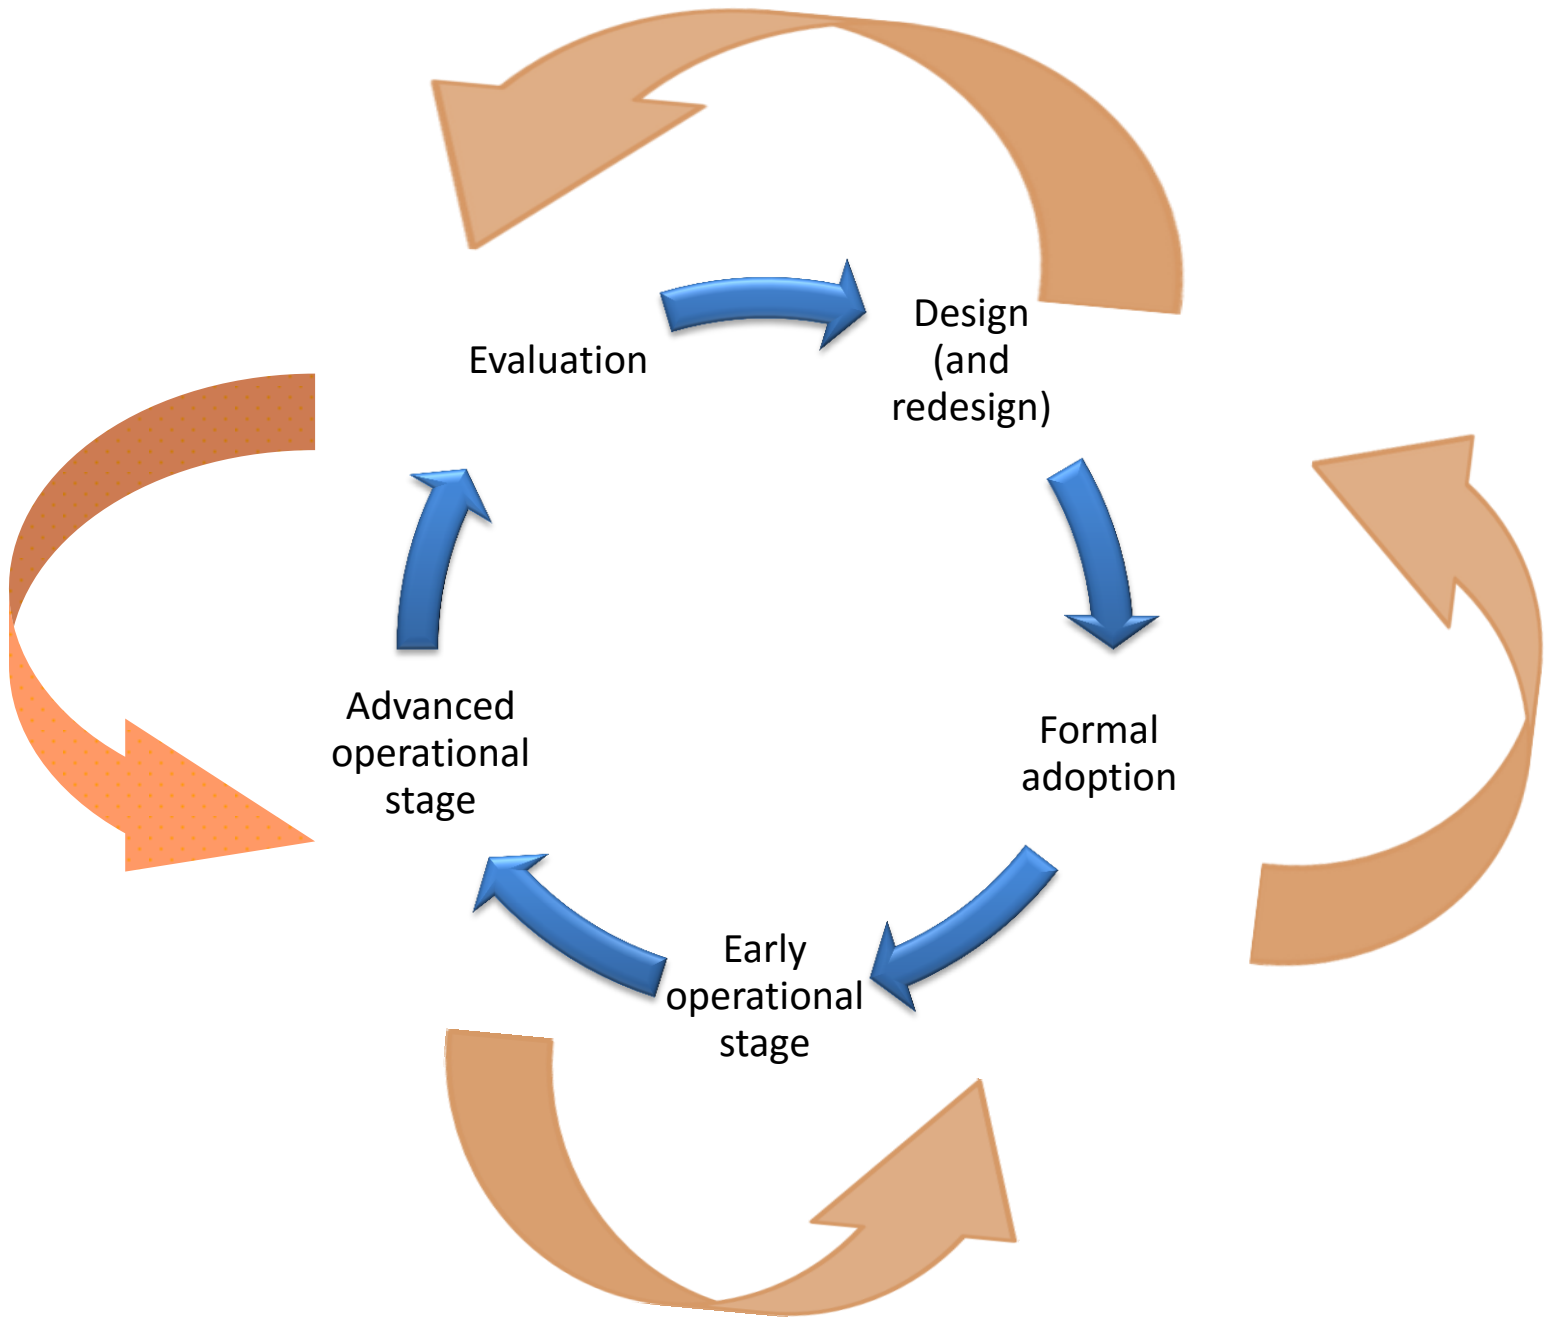 Evaluation
Design
(and
redesign)
Formal
adoption
Early
operational
stage
Advanced
operational
stage